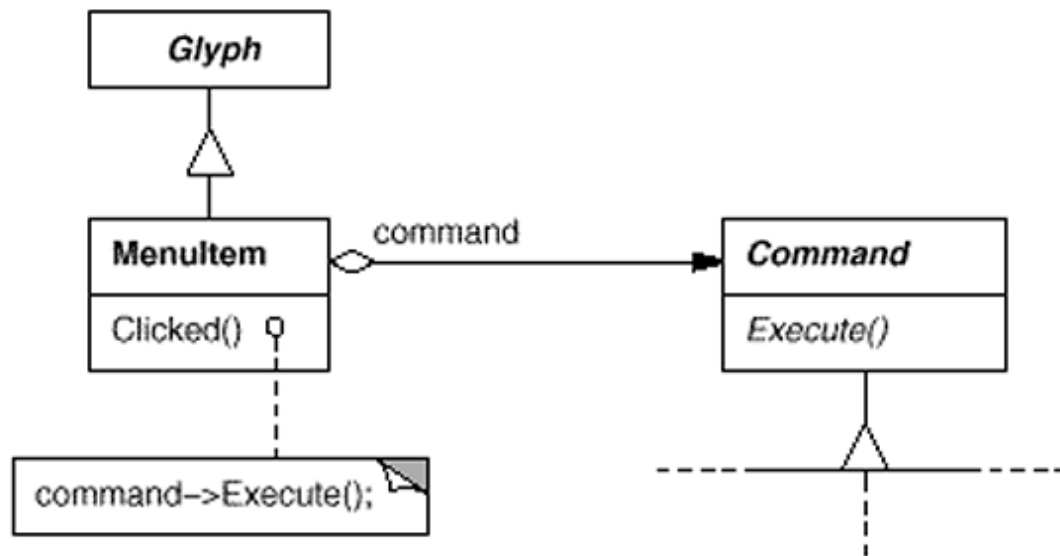 Glyph
MenuItem
command
Command
Clicked()
Execute()
command–>Execute();